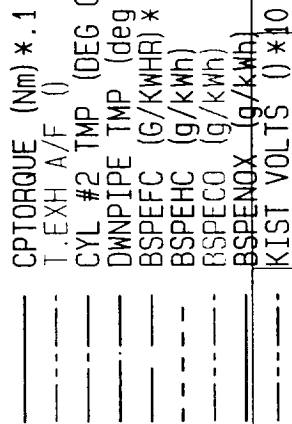 CPTORQUE (Nm)*.1
T.EXH A/F ()
CYL #2 TMP (DEG
DWNPIPE TMP (deg
BSPEFC (G/KWHR)*
BSPEHC (g/kWh)
BSPECO (g/kWh)
BSPENOX (g/kWh)
KIST VOLTS ()*10